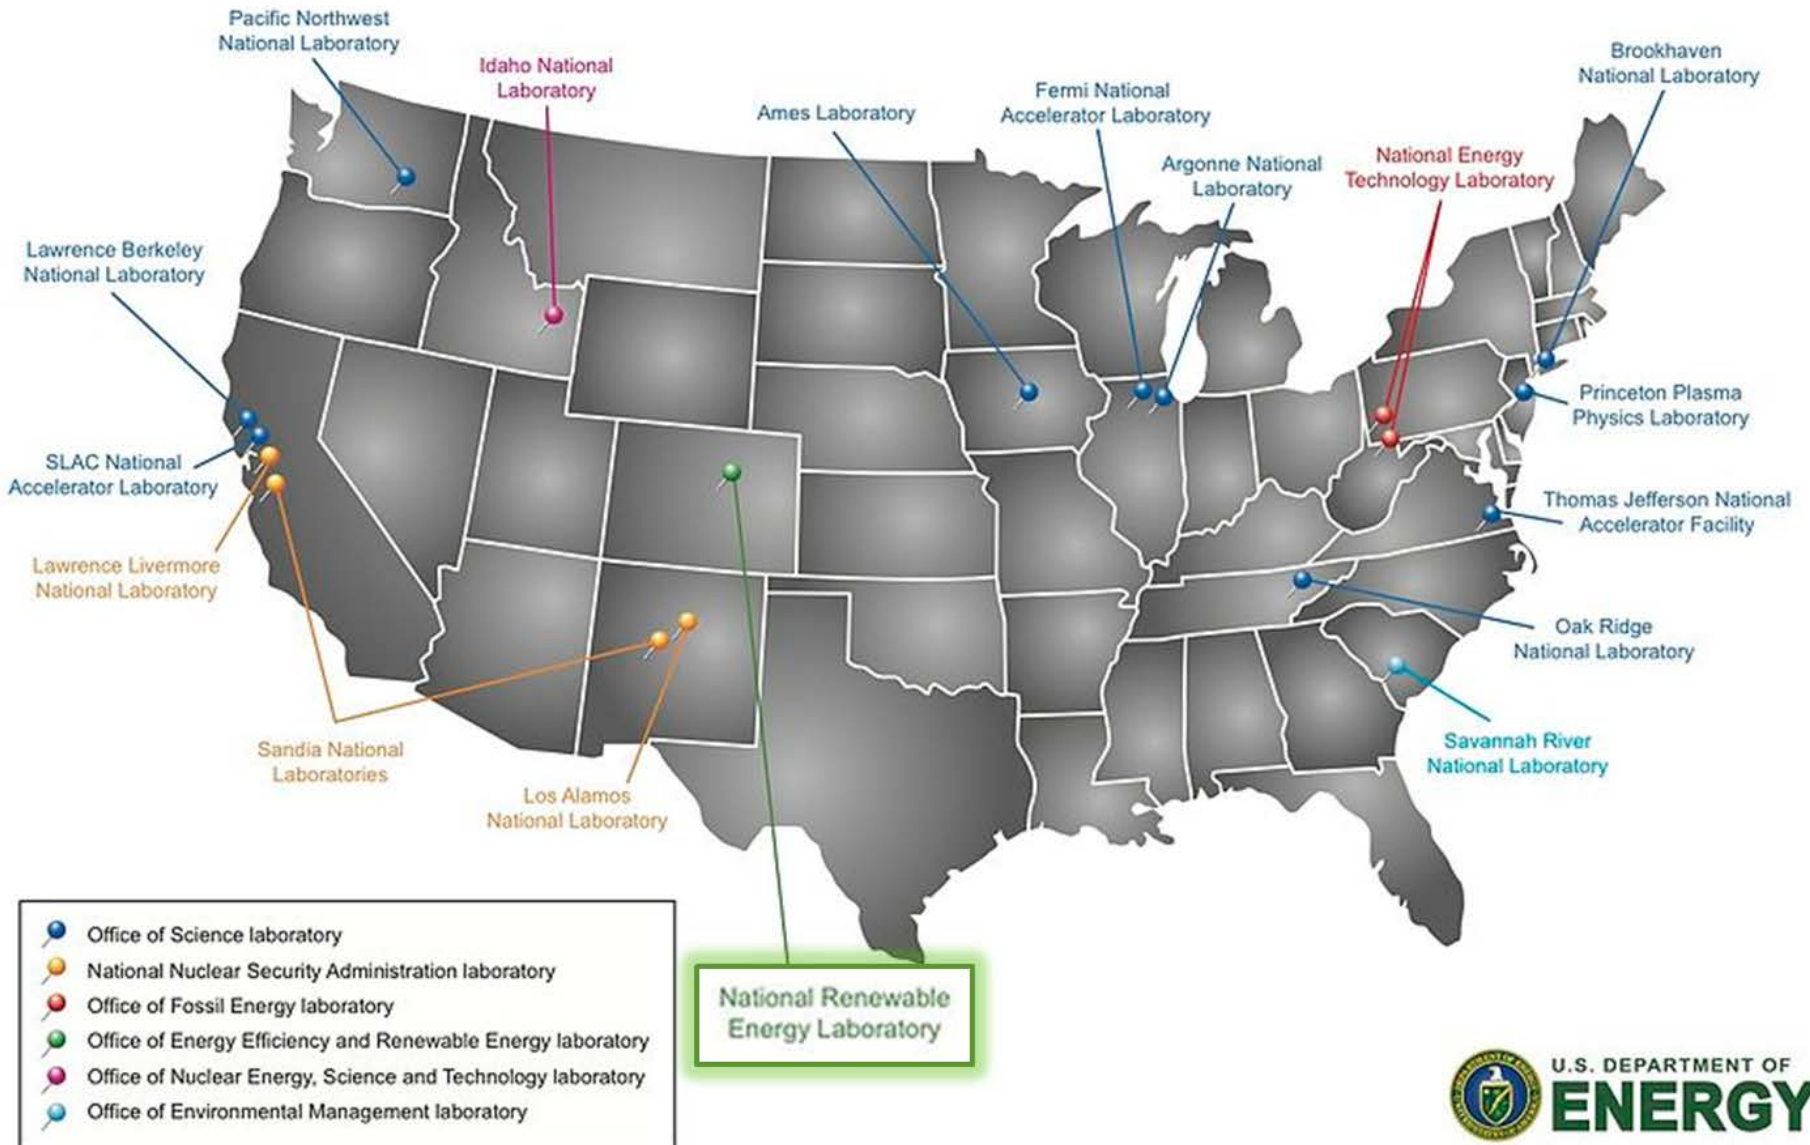 Pacific Northwest
National Laboratory
Idaho National
Laboratory
Ames Laboratory
Fermi National
Accelerator Laboratory
Argonne National
Laboratory
National Energy
Technology Laboratory
Brookhaven
National Laboratory
Lawrence Berkeley
National Laboratory
SLAC National
Accelerator Laboratory
Lawrence Livermore
National Laboratory
Sandia National
Laboratories
Los Alamos
National Laboratory
Princeton Plasma
Physics Laboratory
Thomas Jefferson National
Accelerator Facility
Oak Ridge
National Laboratory
Savannah River
National Laboratory
National Renewable
Energy Laboratory
Office of Science laboratory
National Nuclear Security Administration laboratory
Office of Fossil Energy laboratory
Office of Energy Efficiency and Renewable Energy laboratory
Office of Nuclear Energy, Science and Technology laboratory
Office of Environmental Management laboratory
U.S. DEPARTMENT OF
ENERGY